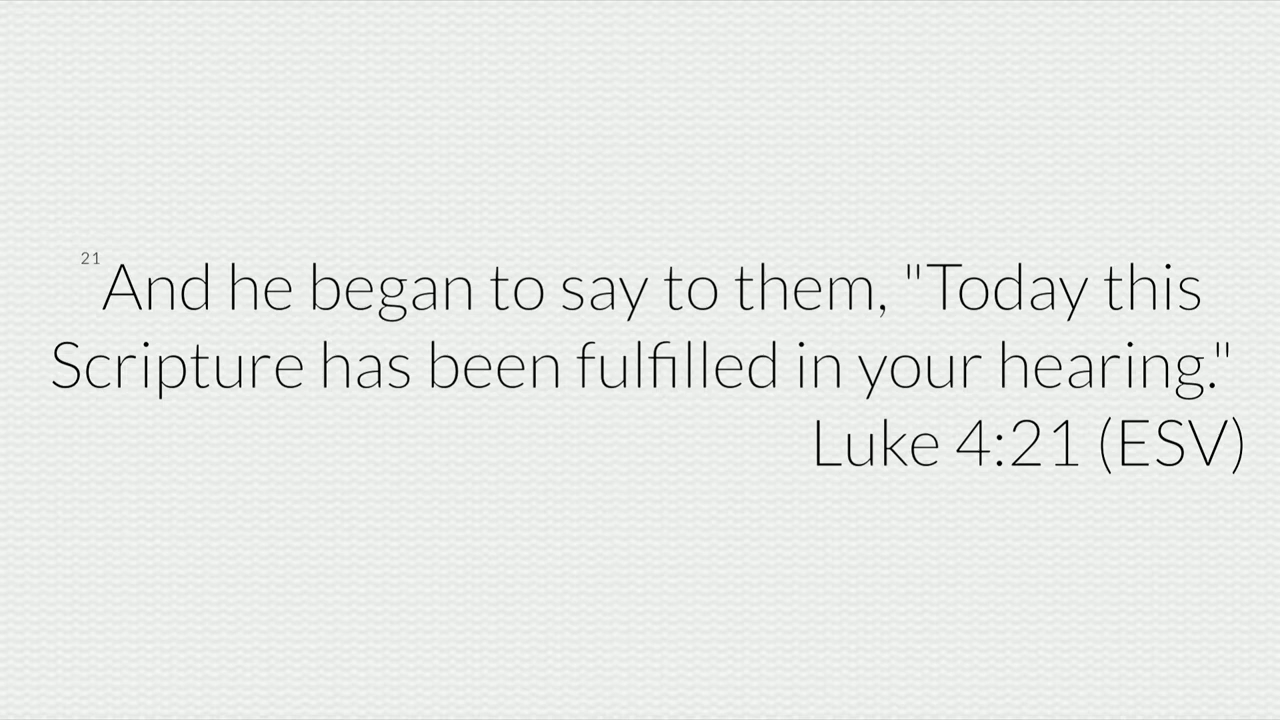 21 And he began to say to them, "Today this
Scripture has been fulfilled in your hearing."
Luke 4:21 (ESV)